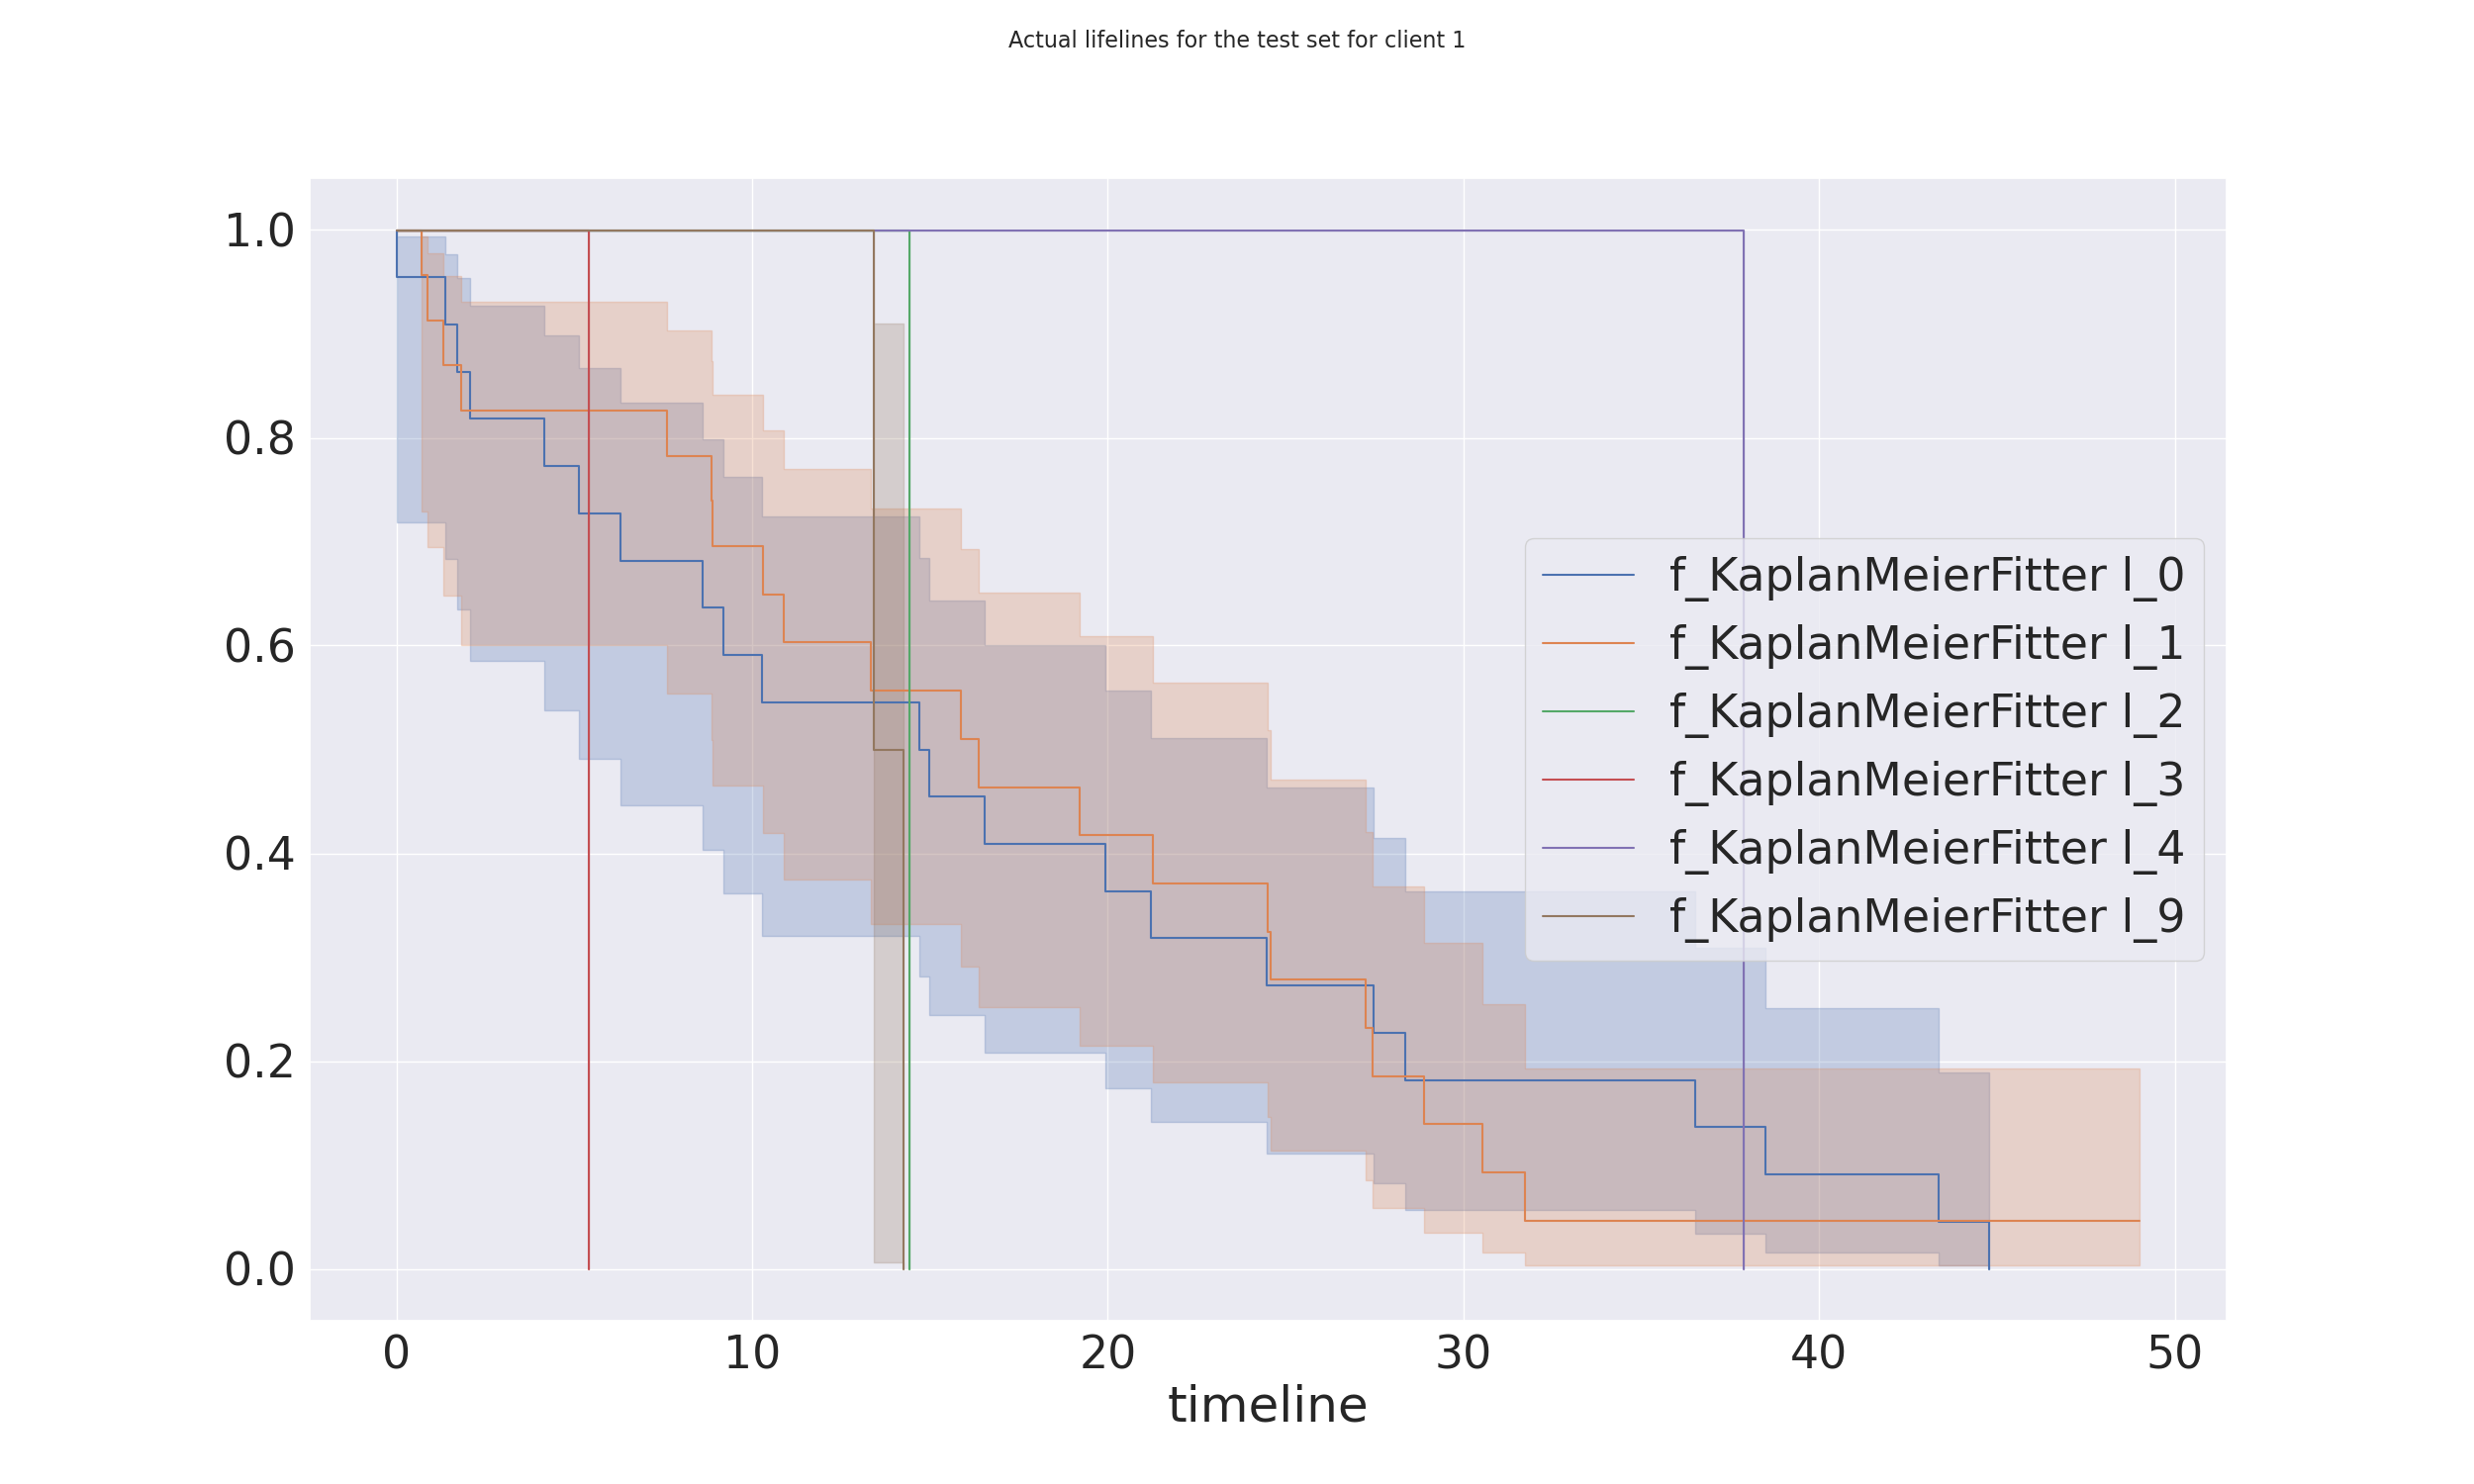 Actual lifelines for the test set for client 1
1.0
0.8
0.6
0.4
0.2
0.0
f_KaplanMeierFitter l_0
f_KaplanMeierFitter l_1
f_KaplanMeierFitter l_2
f_KaplanMeierFitter l_3
f_KaplanMeierFitter l_4
f_KaplanMeierFitter l_9
0 10 20 30 40 50
timeline